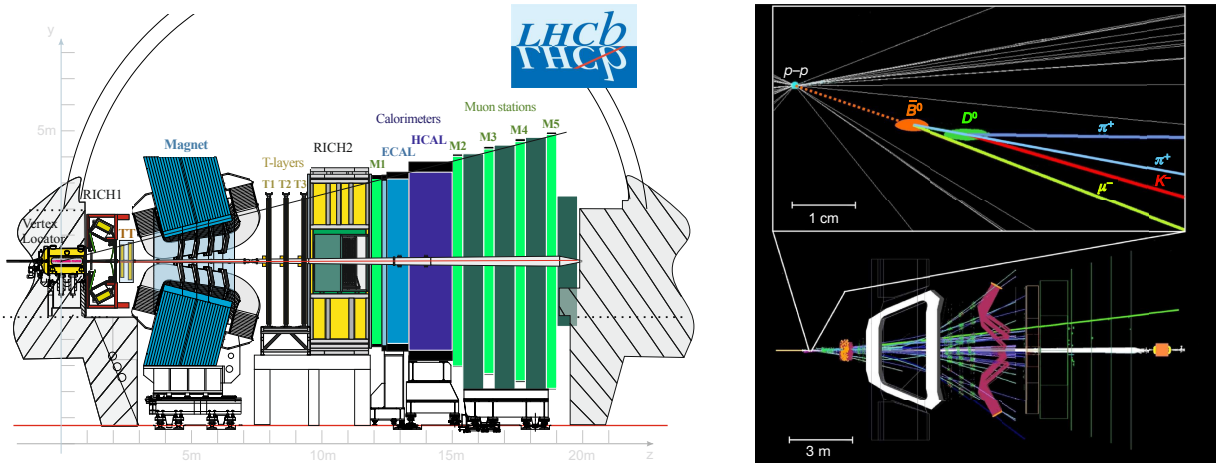 LHCb
LHCb
y
Muon stations
5m
Calorimeters
M5
M4
M3
M2
HCAL
ECAL
M1
Magnet
RICH2
T-layers
T1 T2 T3
RICH1
TT
Vertex
Locator
5m 10m 15m 20m z
p–p
B̅⁰
D⁰
π⁺
π⁺
K⁻
μ⁻
1 cm
3 m